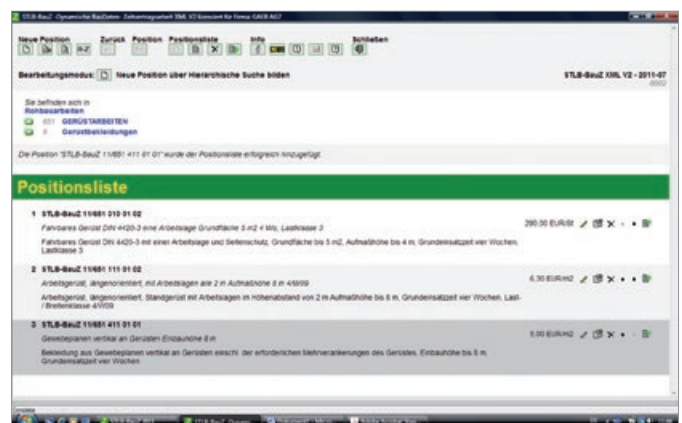 STLB-BauZ - Dynamische BauDaten- Zeitvertragsarbeit XML V2 lizensiert für Firma: GAEB AG7
Neue Position Zurück Position Positionsliste Info Schließen
A-Z
Bearbeitungsmodus: Neue Position über Hierarchische Suche bilden
STLB-BauZ XML V2 - 2011-07
0002
Sie befinden sich in
Rohbauarbeiten
651 GERÜSTARBEITEN
Gerüstbekleidungen
Die Position "STLB-BauZ 11/651 411 01 01" wurde der Positionsliste erfolgreich hinzugefügt.
Positionsliste
1 STLB-BauZ 11/651 310 01 02
290,00 EUR/St
Fahrbares Gerüst DIN 4420-3 eine Arbeitslage Grundfläche 5 m2 4 Wo, Lastklasse 3
Fahrbares Gerüst DIN 4420-3 mit einer Arbeitslage und Seitenschutz, Grundfläche bis 5 m2, Aufmaßhöhe bis 4 m, Grundeinsatzzeit vier Wochen,
Lastklasse 3
2 STLB-BauZ 11/651 111 01 02
6,30 EUR/m2
Arbeitsgerüst, längenorientiert, mit Arbeitslagen alle 2 m Aufmaßhöhe 8 m 4/W09
Arbeitsgerüst, längenorientiert, Standgerüst mit Arbeitslagen im Höhenabstand von 2 m Aufmaßhöhe bis 8 m, Grundeinsatzzeit vier Wochen, Last-
/ Breitenklasse 4/W09
3 STLB-BauZ 11/651 411 01 01
Gewebeplanen vertikal an Gerüsten Einbauhöhe 8 m
Bekleidung aus Gewebeplanen vertikal an Gerüsten einschl. der erforderlichen Mehrverankerungen des Gerüstes, Einbauhöhe bis 8 m,
Grundeinsatzzeit vier Wochen